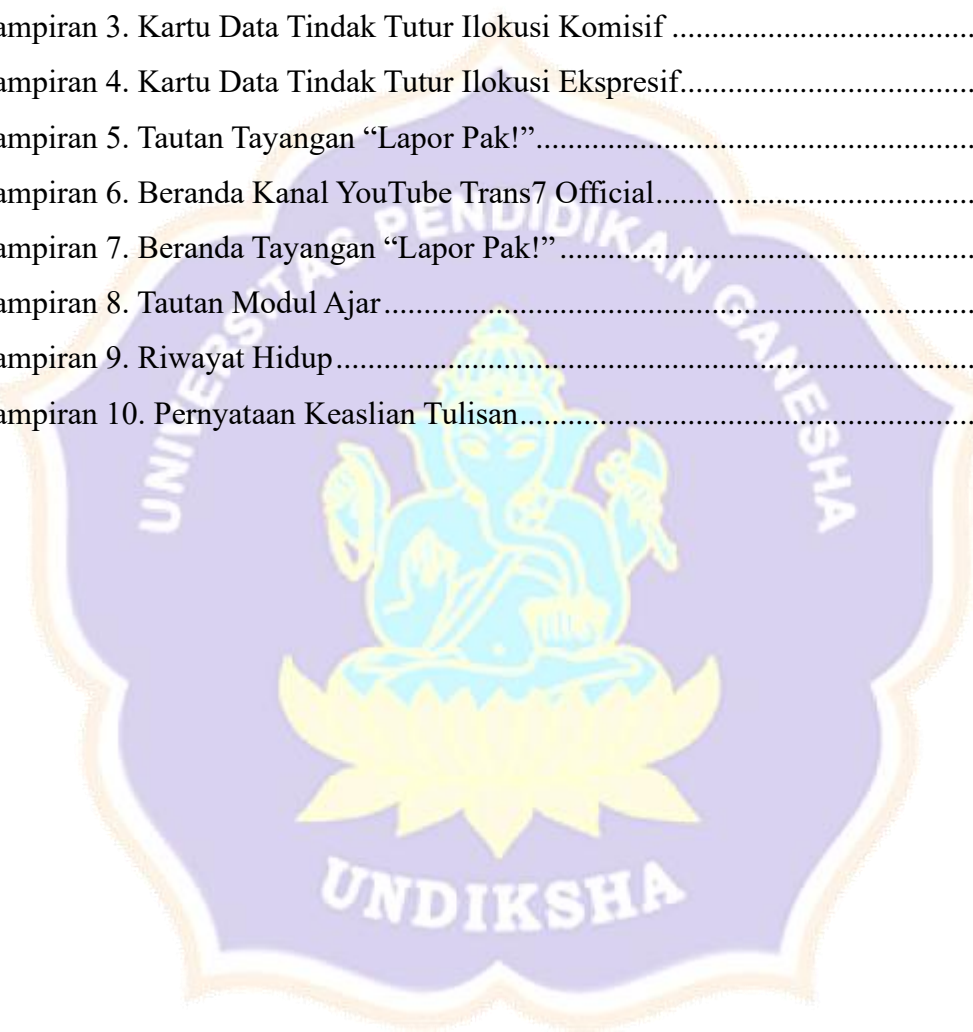 ampiran 3. Kartu Data Tindak Tutur Ilokusi Komisif ......................................
ampiran 4. Kartu Data Tindak Tutur Ilokusi Ekspresif.....................................
ampiran 5. Tautan Tayangan “Lapor Pak!”.......................................................
ampiran 6. Beranda Kanal YouTube Trans7 Official........................................
ampiran 7. Beranda Tayangan “Lapor Pak!” ....................................................
ampiran 8. Tautan Modul Ajar ..........................................................................
ampiran 9. Riwayat Hidup ................................................................................
ampiran 10. Pernyataan Keaslian Tulisan.........................................................
UNIVERSITAS PENDIDIKAN GANESHA
UNDIKSHA